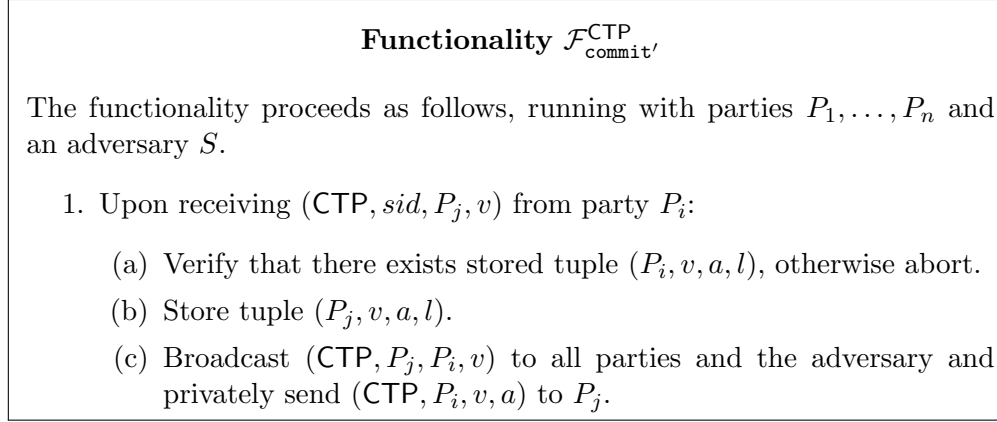 Functionality $\mathcal{F}_{\texttt{commit}'}^{\mathsf{CTP}}$
The functionality proceeds as follows, running with parties $P_1, \ldots, P_n$ and
an adversary $S$.
1. Upon receiving $(\mathsf{CTP}, sid, P_j, v)$ from party $P_i$:
(a) Verify that there exists stored tuple $(P_i, v, a, l)$, otherwise abort.
(b) Store tuple $(P_j, v, a, l)$.
(c) Broadcast $(\mathsf{CTP}, P_j, P_i, v)$ to all parties and the adversary and
privately send $(\mathsf{CTP}, P_i, v, a)$ to $P_j$.